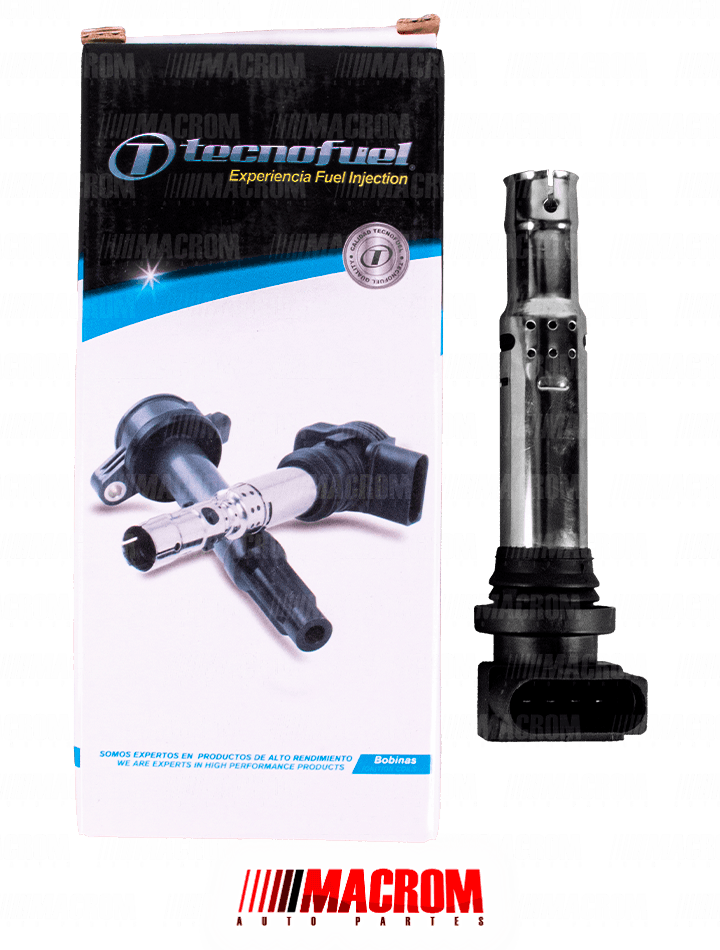 tecnofuel®
Experiencia Fuel Injection
CALIDAD TECNOFUEL
TECNOFUEL QUALITY
SOMOS EXPERTOS EN PRODUCTOS DE ALTO RENDIMIENTO
WE ARE EXPERTS IN HIGH PERFORMANCE PRODUCTS
Bobinas
MACROM
AUTO PARTES